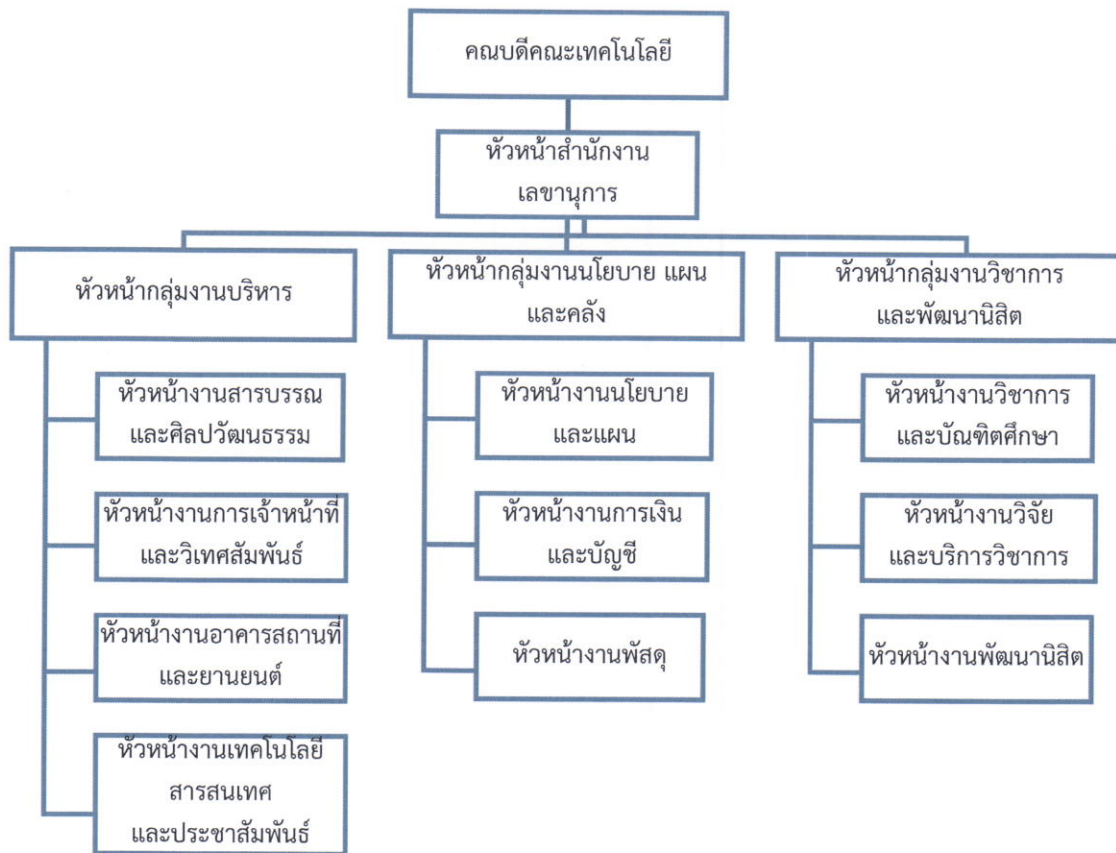 คณบดีคณะเทคโนโลยี
หัวหน้าสำนักงาน
เลขานุการ
หัวหน้ากลุ่มงานบริหาร
หัวหน้ากลุ่มงานนโยบาย แผน
และคลัง
หัวหน้ากลุ่มงานวิชาการ
และพัฒนานิสิต
หัวหน้างานสารบรรณ
และศิลปวัฒนธรรม
หัวหน้างานการเจ้าหน้าที่
และวิเทศสัมพันธ์
หัวหน้างานอาคารสถานที่
และยานยนต์
หัวหน้างานเทคโนโลยี
สารสนเทศ
และประชาสัมพันธ์
หัวหน้างานนโยบาย
และแผน
หัวหน้างานการเงิน
และบัญชี
หัวหน้างานพัสดุ
หัวหน้างานวิชาการ
และบัณฑิตศึกษา
หัวหน้างานวิจัย
และบริการวิชาการ
หัวหน้างานพัฒนานิสิต